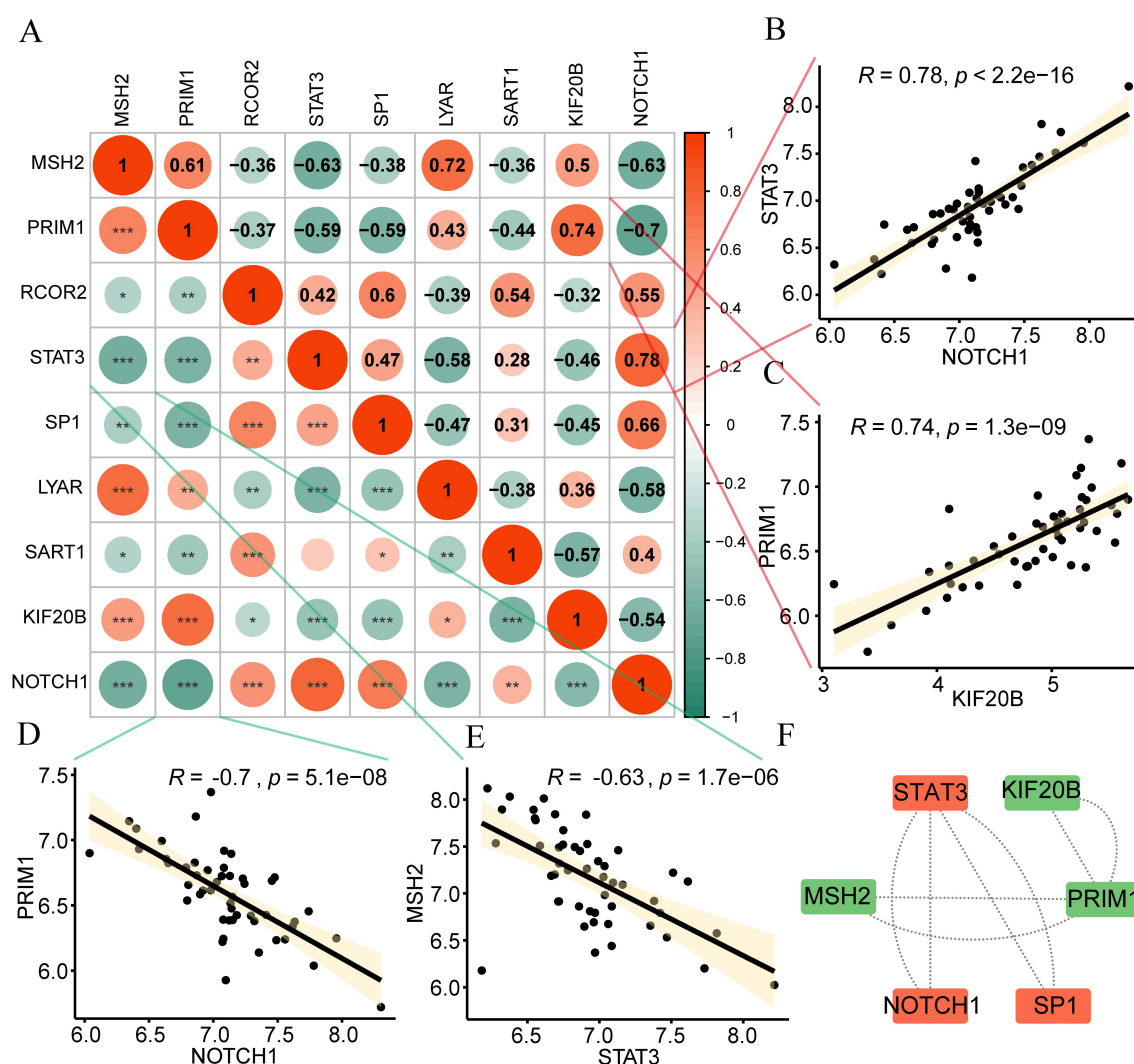 A
MSH2 PRIM1 RCOR2 STAT3 SP1 LYAR SART1 KIF20B NOTCH1
MSH2 1 0.61 −0.36 −0.63 −0.38 0.72 −0.36 0.5 −0.63
PRIM1 *** 1 −0.37 −0.59 −0.59 0.43 −0.44 0.74 −0.7
RCOR2 * ** 1 0.42 0.6 −0.39 0.54 −0.32 0.55
STAT3 *** *** ** 1 0.47 −0.58 0.28 −0.46 0.78
SP1 ** *** *** *** 1 −0.47 0.31 −0.45 0.66
LYAR *** ** ** *** *** 1 −0.38 0.36 −0.58
SART1 * ** *** * ** 1 −0.57 0.4
KIF20B *** *** * *** *** * *** 1 −0.54
NOTCH1 *** *** *** *** *** *** ** *** 1
1
0.8
0.6
0.4
0.2
0
−0.2
−0.4
−0.6
−0.8
−1
B
R = 0.78, p < 2.2e−16
STAT3
8.0
7.5
7.0
6.5
6.0
6.0 6.5 7.0 7.5 8.0
NOTCH1
C
R = 0.74, p = 1.3e−09
PRIM1
7.5
7.0
6.5
6.0
3 4 5
KIF20B
D
R = -0.7 , p = 5.1e−08
PRIM1
7.5
7.0
6.5
6.0
6.0 6.5 7.0 7.5 8.0
NOTCH1
E
R = -0.63 , p = 1.7e−06
MSH2
8.0
7.5
7.0
6.5
6.0
6.5 7.0 7.5 8.0
STAT3
F
STAT3 KIF20B
MSH2 PRIM1
NOTCH1 SP1